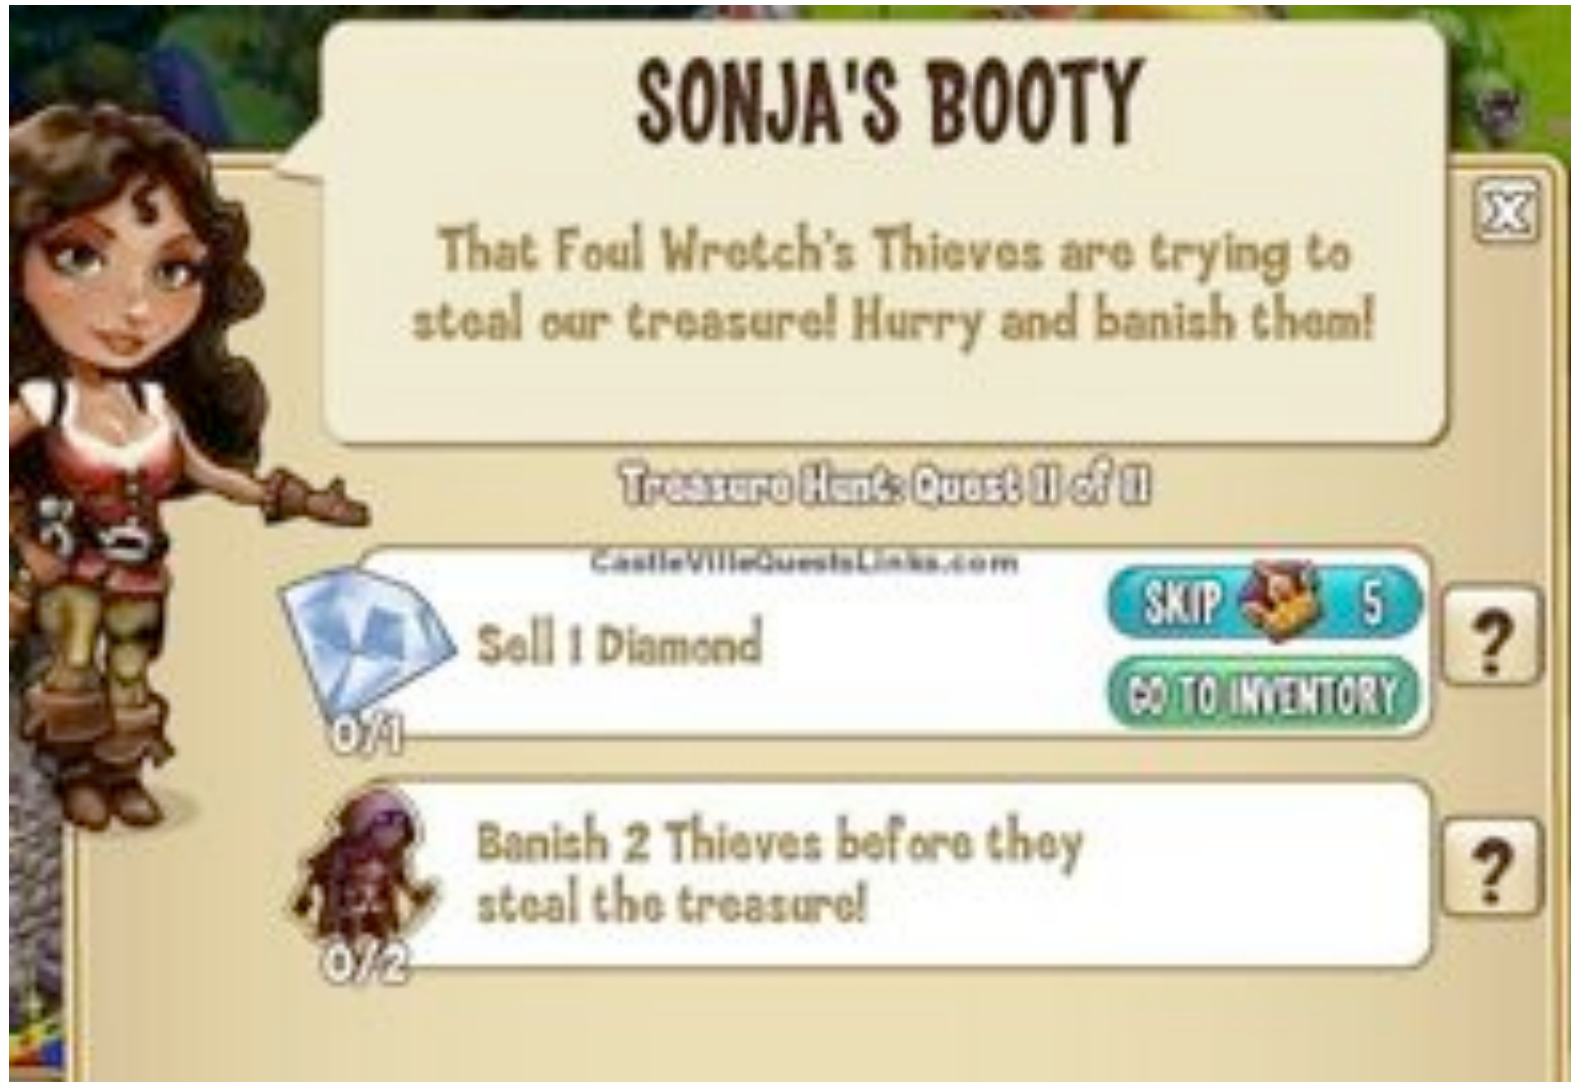 SONJA'S BOOTY
X
That Foul Wretch's Thieves are trying to
steal our treasure! Hurry and banish them!
Treasure Hunt: Quest 11 of 11
CastleVilleQuestsLinks.com
SKIP 5
Sell 1 Diamond
?
GO TO INVENTORY
0/1
Banish 2 Thieves before they
steal the treasure!
?
0/2